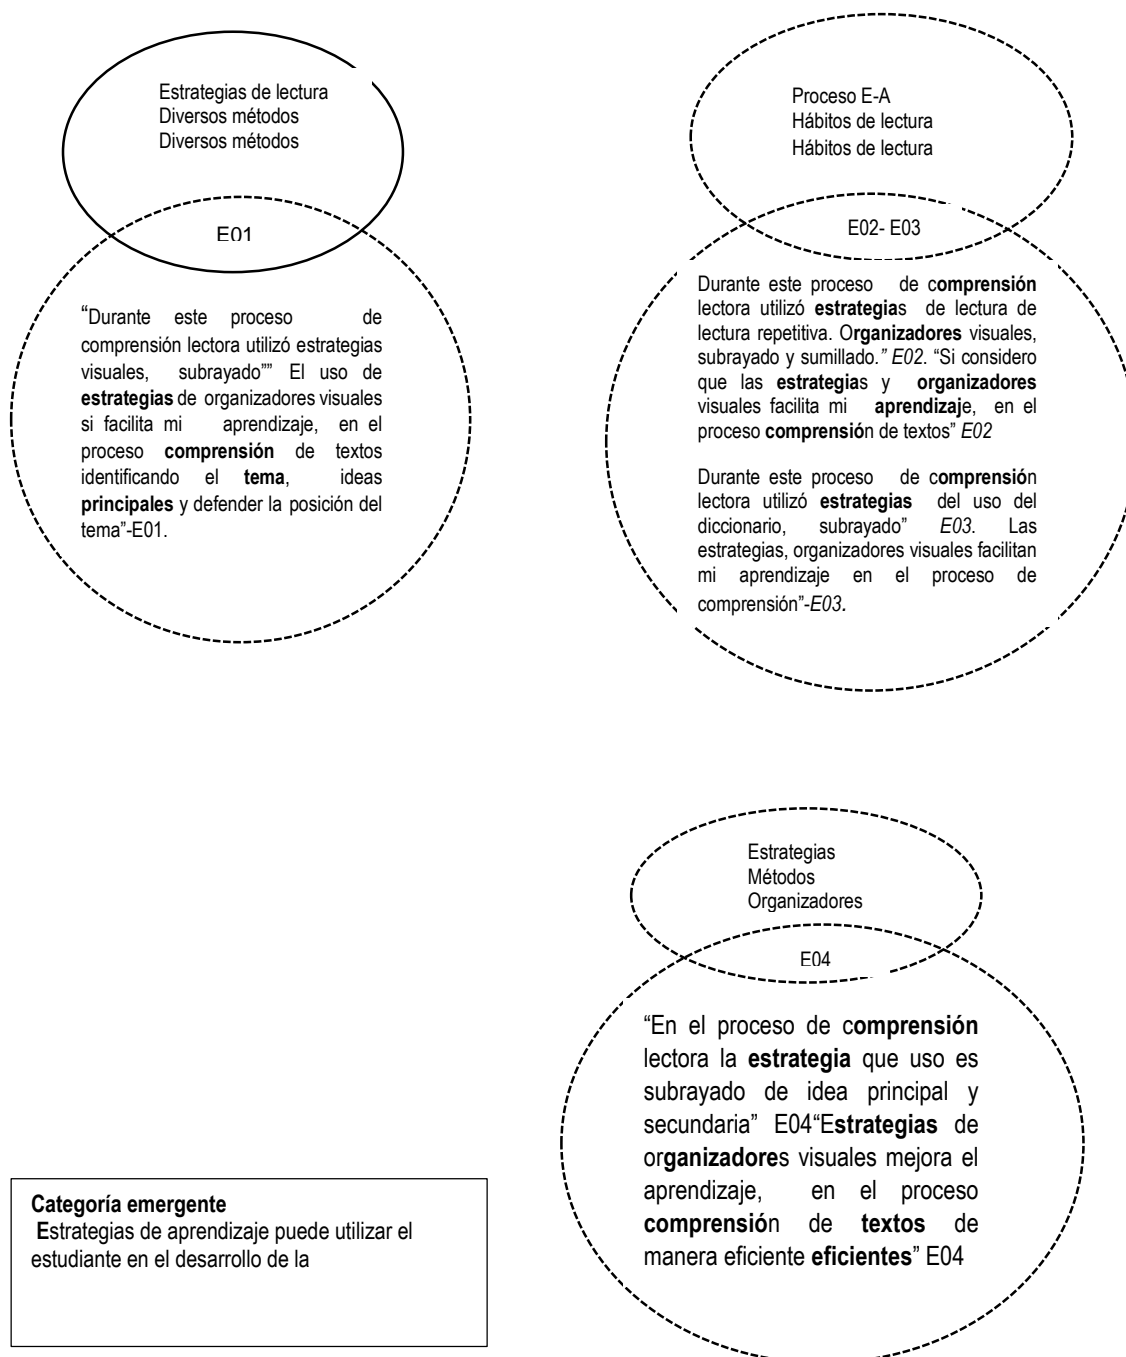 Estrategias de lectura
Diversos métodos
Diversos métodos
E01
“Durante este proceso de
comprensión lectora utilizó estrategias
visuales, subrayado”” El uso de
estrategias de organizadores visuales
si facilita mi aprendizaje, en el
proceso comprensión de textos
identificando el tema, ideas
principales y defender la posición del
tema”-E01.
Proceso E-A
Hábitos de lectura
Hábitos de lectura
E02- E03
Durante este proceso de comprensión
lectora utilizó estrategias de lectura de
lectura repetitiva. Organizadores visuales,
subrayado y sumillado.” E02. “Si considero
que las estrategias y organizadores
visuales facilita mi aprendizaje, en el
proceso comprensión de textos” E02
Durante este proceso de comprensión
lectora utilizó estrategias del uso del
diccionario, subrayado” E03. Las
estrategias, organizadores visuales facilitan
mi aprendizaje en el proceso de
comprensión”-E03.
Estrategias
Métodos
Organizadores
E04
“En el proceso de comprensión
lectora la estrategia que uso es
subrayado de idea principal y
secundaria” E04“Estrategias de
organizadores visuales mejora el
aprendizaje, en el proceso
comprensión de textos de
manera eficiente eficientes” E04
Categoría emergente
Estrategias de aprendizaje puede utilizar el
estudiante en el desarrollo de la